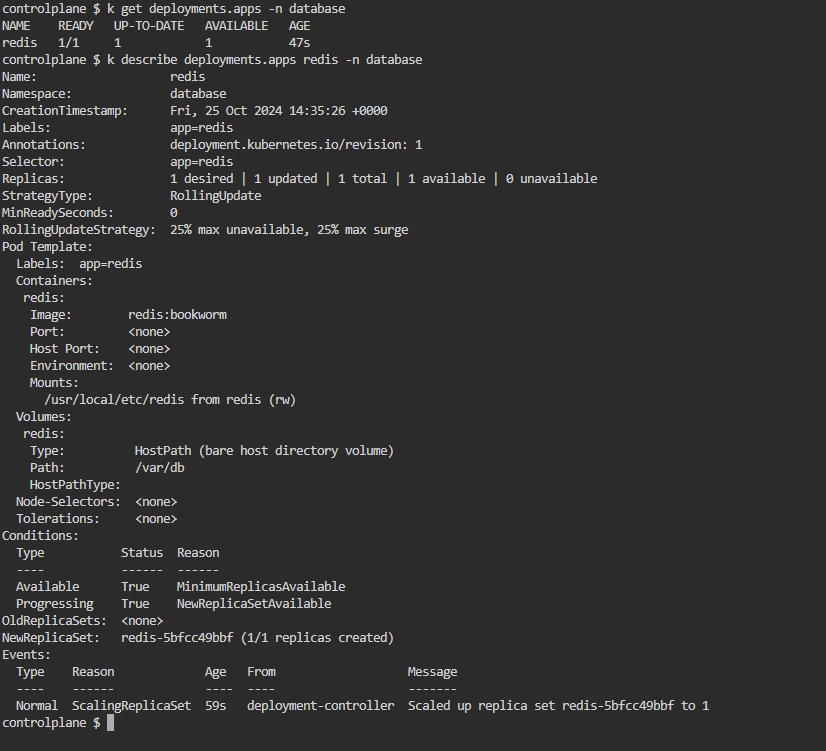 controlplane $ k get deployments.apps -n database
NAME    READY   UP-TO-DATE   AVAILABLE   AGE
redis   1/1     1            1           47s
controlplane $ k describe deployments.apps redis -n database
Name:                   redis
Namespace:              database
CreationTimestamp:      Fri, 25 Oct 2024 14:35:26 +0000
Labels:                 app=redis
Annotations:            deployment.kubernetes.io/revision: 1
Selector:               app=redis
Replicas:               1 desired | 1 updated | 1 total | 1 available | 0 unavailable
StrategyType:           RollingUpdate
MinReadySeconds:        0
RollingUpdateStrategy:  25% max unavailable, 25% max surge
Pod Template:
  Labels:  app=redis
  Containers:
   redis:
    Image:        redis:bookworm
    Port:         <none>
    Host Port:    <none>
    Environment:  <none>
    Mounts:
      /usr/local/etc/redis from redis (rw)
  Volumes:
   redis:
    Type:          HostPath (bare host directory volume)
    Path:          /var/db
    HostPathType:
  Node-Selectors:  <none>
  Tolerations:     <none>
Conditions:
  Type           Status  Reason
  ----           ------  ------
  Available      True    MinimumReplicasAvailable
  Progressing    True    NewReplicaSetAvailable
OldReplicaSets:  <none>
NewReplicaSet:   redis-5bfcc49bbf (1/1 replicas created)
Events:
  Type    Reason             Age   From                   Message
  ----    ------             ----  ----                   -------
  Normal  ScalingReplicaSet  59s   deployment-controller  Scaled up replica set redis-5bfcc49bbf to 1
controlplane $